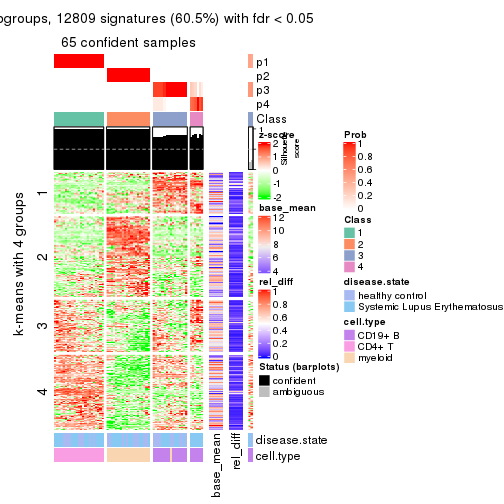 ogroups, 12809 signatures (60.5%) with fdr < 0.05
65 confident samples
p1
p2
p3
p4
Class
1
Silhouette
score
k-means with 4 groups
1
2
3
4
base_mean
rel_diff
disease.state
cell.type
z-score
2
1
0
-1
-2
base_mean
12
10
8
6
4
rel_diff
1
0.8
0.6
0.4
0.2
0
Status (barplots)
confident
ambiguous
Prob
1
0.8
0.6
0.4
0.2
0
Class
1
2
3
4
disease.state
healthy control
Systemic Lupus Erythematosus
cell.type
CD19+ B
CD4+ T
myeloid